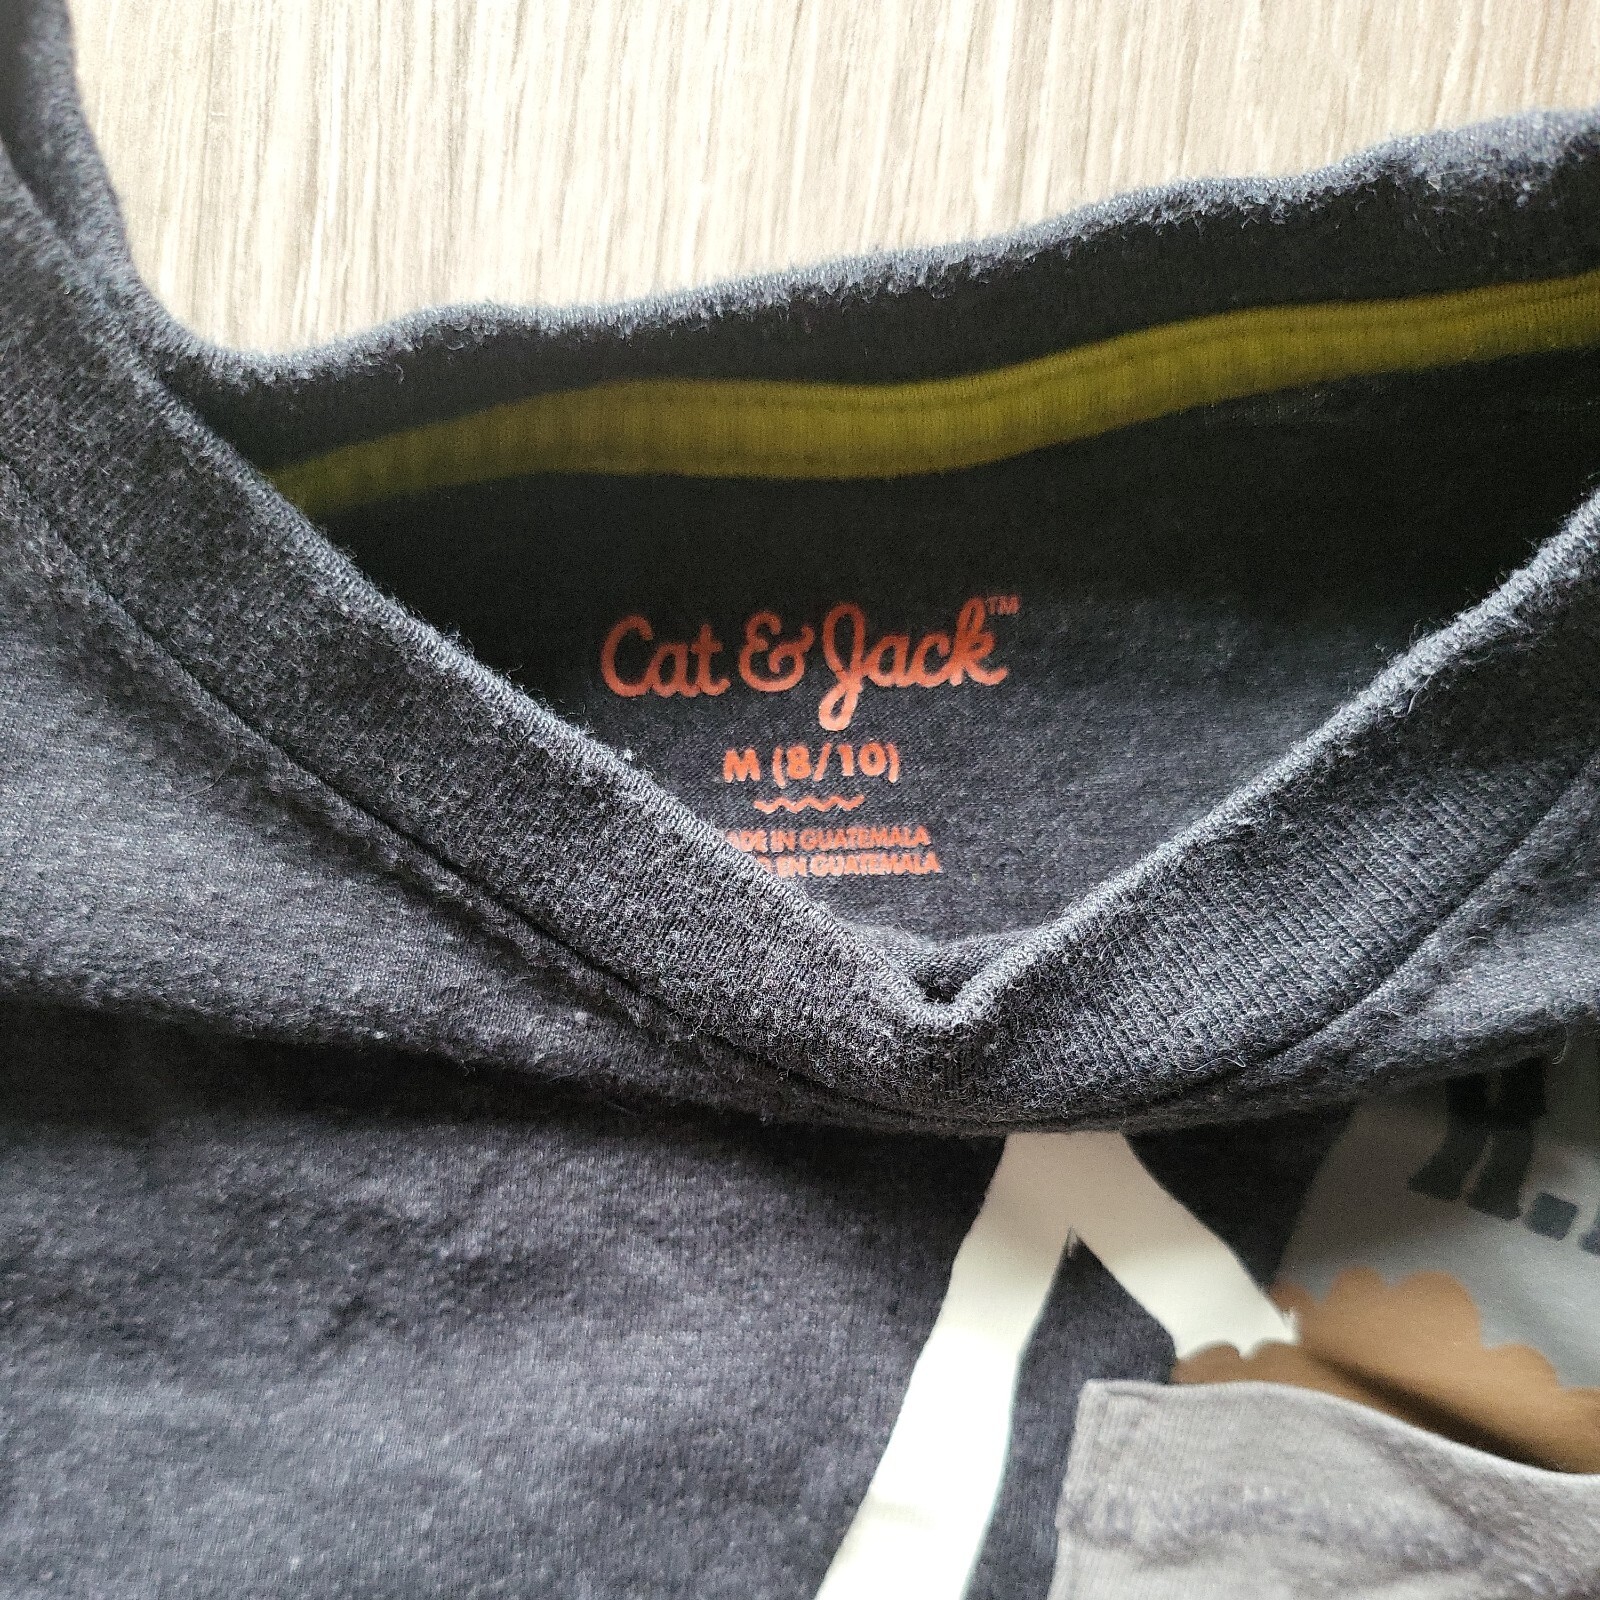 Cat & Jack™
M (8/10)
IN GUATEMALA
EN GUATEMALA